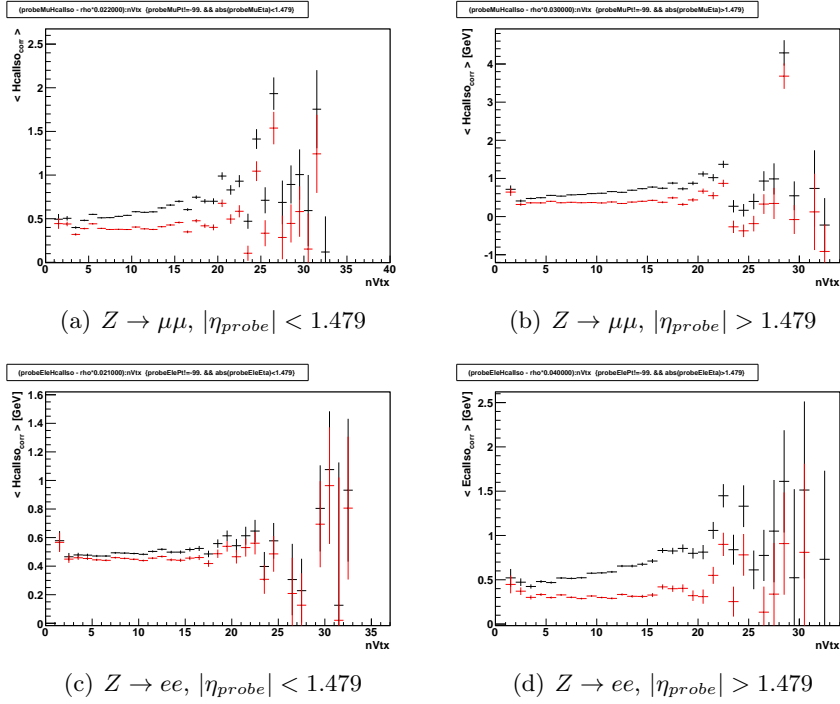 (probeMuHcalIso - rho*0.022000):nVtx {probeMuPt!=-99. && abs(probeMuEta)<1.479}
< HcalIso_corr >
2.5
2
1.5
1
0.5
0
0 5 10 15 20 25 30 35 40
nVtx
(a) Z → μμ, |η_probe| < 1.479
(probeMuHcalIso - rho*0.030000):nVtx {probeMuPt!=-99. && abs(probeMuEta)>1.479}
< HcalIso_corr > [GeV]
4
3
2
1
0
-1
0 5 10 15 20 25 30
nVtx
(b) Z → μμ, |η_probe| > 1.479
(probeEleHcalIso - rho*0.021000):nVtx {probeElePt!=-99. && abs(probeEleEta)<1.479}
< HcalIso_corr > [GeV]
1.6
1.4
1.2
1
0.8
0.6
0.4
0.2
0
0 5 10 15 20 25 30 35
nVtx
(c) Z → ee, |η_probe| < 1.479
(probeEleHcalIso - rho*0.040000):nVtx {probeElePt!=-99. && abs(probeEleEta)>1.479}
< EcalIso_corr > [GeV]
2.5
2
1.5
1
0.5
0
0 5 10 15 20 25 30
nVtx
(d) Z → ee, |η_probe| > 1.479